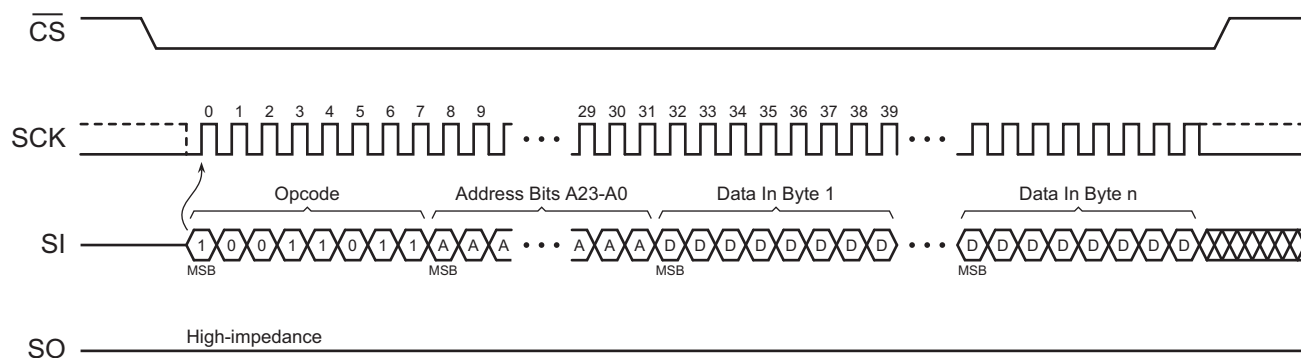 CS
0 1 2 3 4 5 6 7 8 9 29 30 31 32 33 34 35 36 37 38 39
SCK
Opcode Address Bits A23-A0 Data In Byte 1 Data In Byte n
SI 1 0 0 1 1 0 1 1 A A A A A A D D D D D D D D D D D D D D D D
MSB MSB MSB MSB
High-impedance
SO